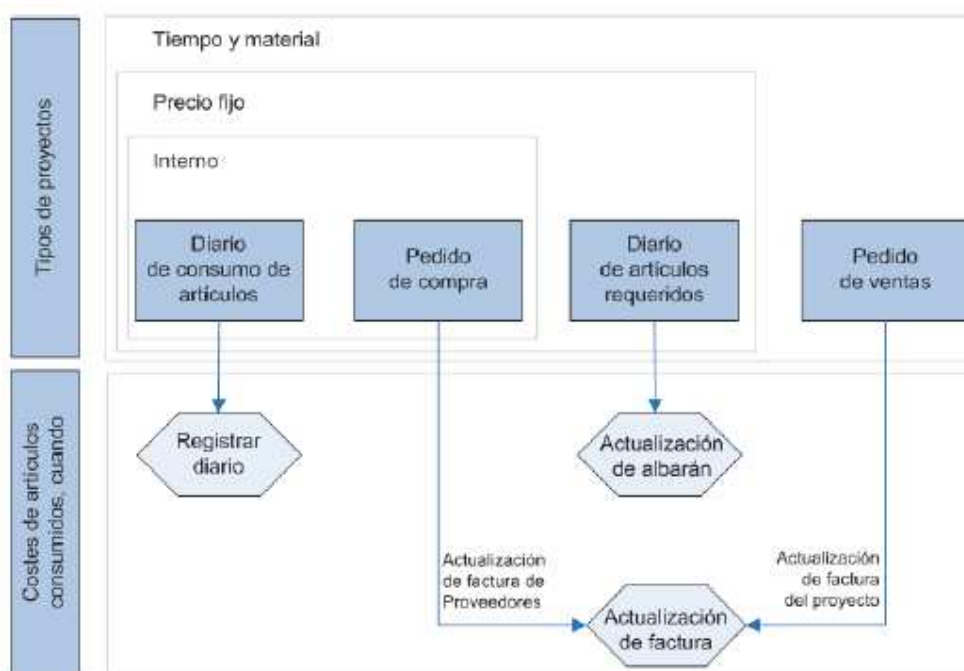 Tipos de proyectos
Tiempo y material
Precio fijo
Interno
Diario
de consumo de
artículos
Pedido
de compra
Diario
de artículos
requeridos
Pedido
de ventas
Costes de artículos
consumidos, cuando
Registrar
diario
Actualización
de albarán
Actualización
de factura de
Proveedores
Actualización
de factura
del proyecto
Actualización
de factura